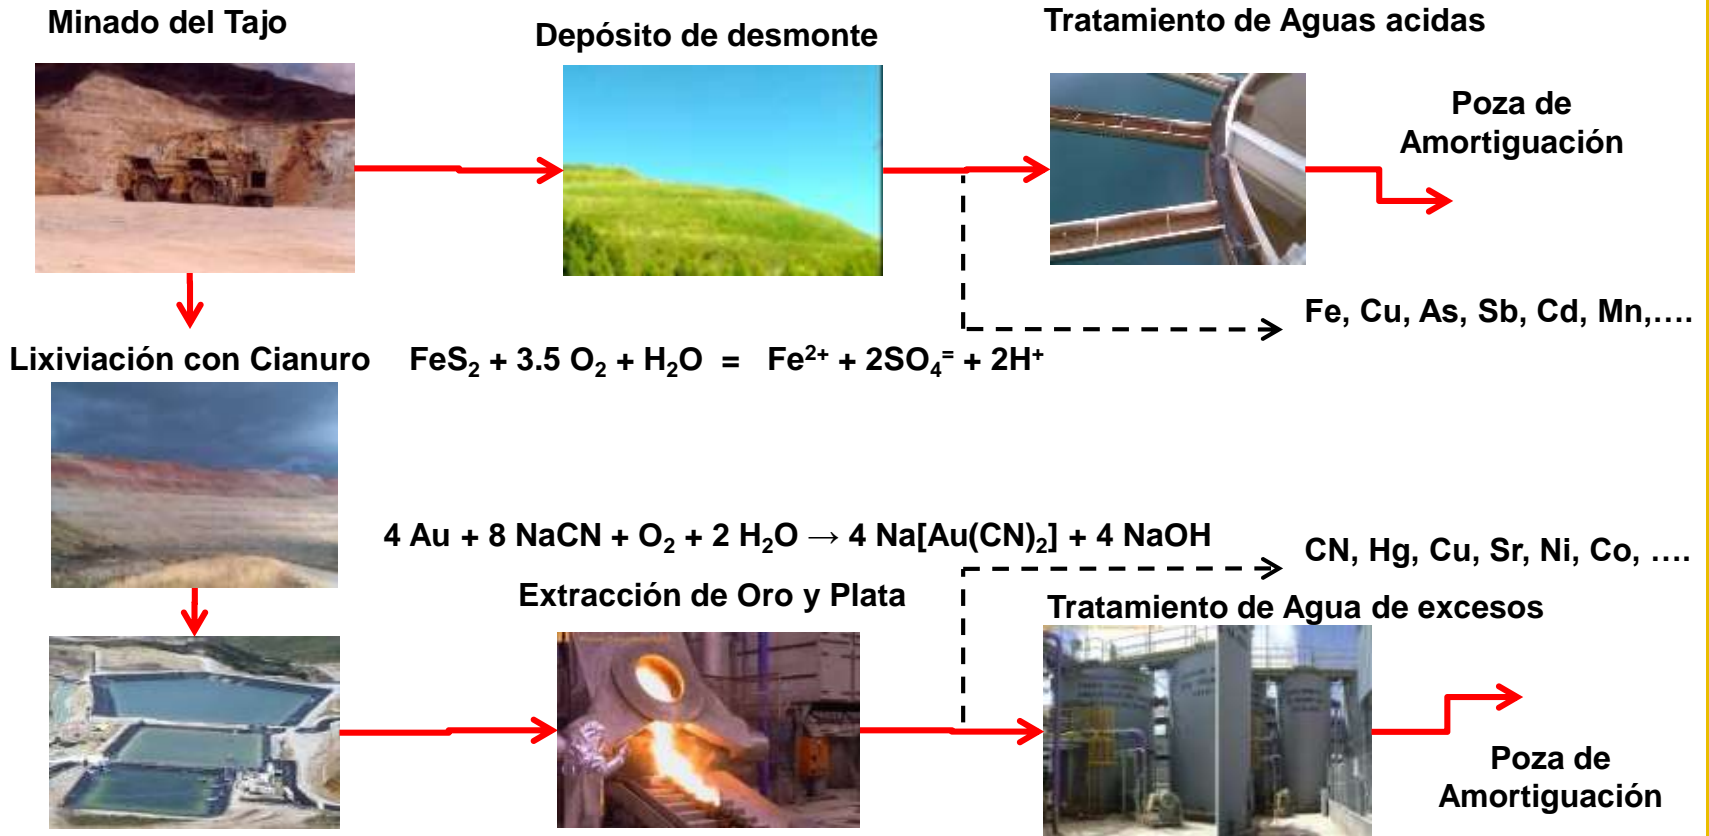 Minado del Tajo
Depósito de desmonte
Tratamiento de Aguas acidas
Poza de
Amortiguación
Fe, Cu, As, Sb, Cd, Mn,....
Lixiviación con Cianuro
FeS₂ + 3.5 O₂ + H₂O = Fe²⁺ + 2SO₄⁼ + 2H⁺
4 Au + 8 NaCN + O₂ + 2 H₂O → 4 Na[Au(CN)₂] + 4 NaOH
CN, Hg, Cu, Sr, Ni, Co, ....
Extracción de Oro y Plata
Tratamiento de Agua de excesos
Poza de
Amortiguación